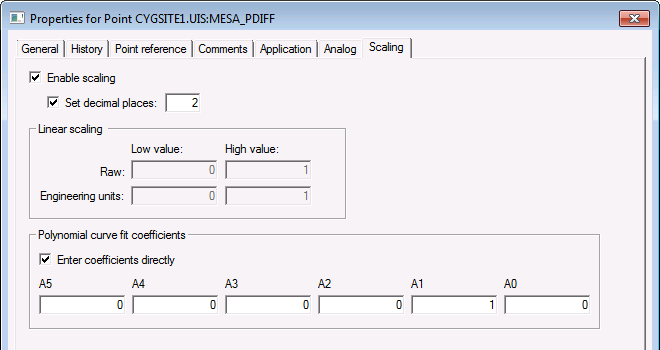 Properties for Point CYGSITE1.UIS:MESA_PDIFF
General History Point reference Comments Application Analog Scaling
Enable scaling
Set decimal places: 2
Linear scaling
Low value: High value:
Raw: 0 1
Engineering units: 0 1
Polynomial curve fit coefficients
Enter coefficients directly
A5 A4 A3 A2 A1 A0
0 0 0 0 1 0